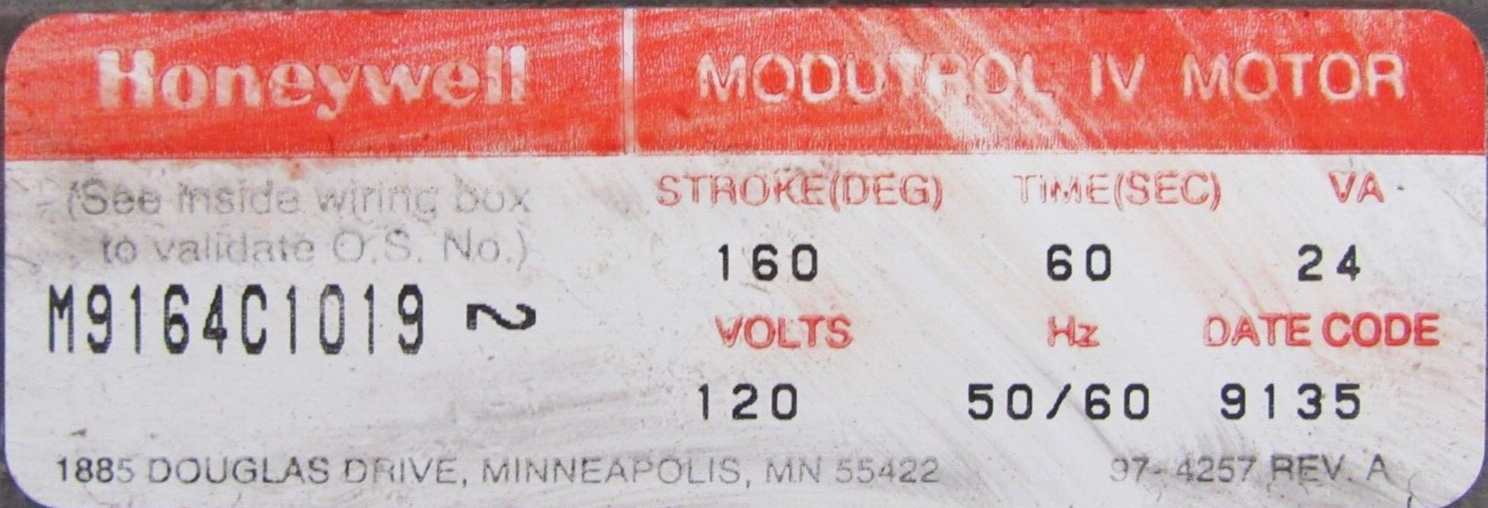 Honeywell MODUTROL IV MOTOR
(See inside wiring box
to validate O.S. No.)
M9164C1019 2
STROKE(DEG) TIME(SEC) VA
160 60 24
VOLTS Hz DATE CODE
120 50/60 9135
1885 DOUGLAS DRIVE, MINNEAPOLIS, MN 55422 97-4257 REV. A